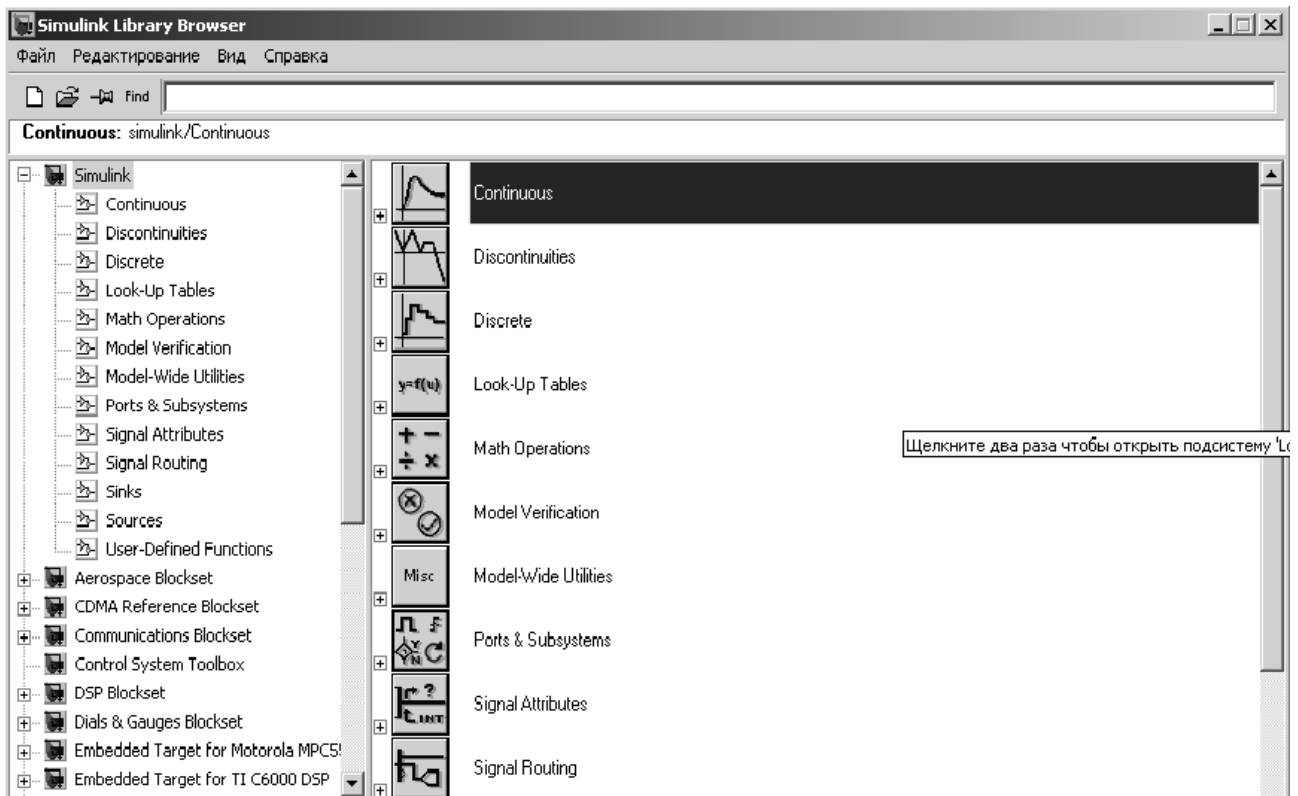 Simulink Library Browser
Файл Редактирование Вид Справка
Find
Continuous: simulink/Continuous
Simulink
Continuous
Discontinuities
Discrete
Look-Up Tables
Math Operations
Model Verification
Model-Wide Utilities
Ports & Subsystems
Signal Attributes
Signal Routing
Sinks
Sources
User-Defined Functions
Aerospace Blockset
CDMA Reference Blockset
Communications Blockset
Control System Toolbox
DSP Blockset
Dials & Gauges Blockset
Embedded Target for Motorola MPC5
Embedded Target for TI C6000 DSP
Continuous
Discontinuities
Discrete
y=f(u)
Look-Up Tables
+ −
÷ x
Math Operations
Щелкните два раза чтобы открыть подсистему 'Lo
Model Verification
Misc
Model-Wide Utilities
Y
N
Ports & Subsystems
?
INT
Signal Attributes
Signal Routing